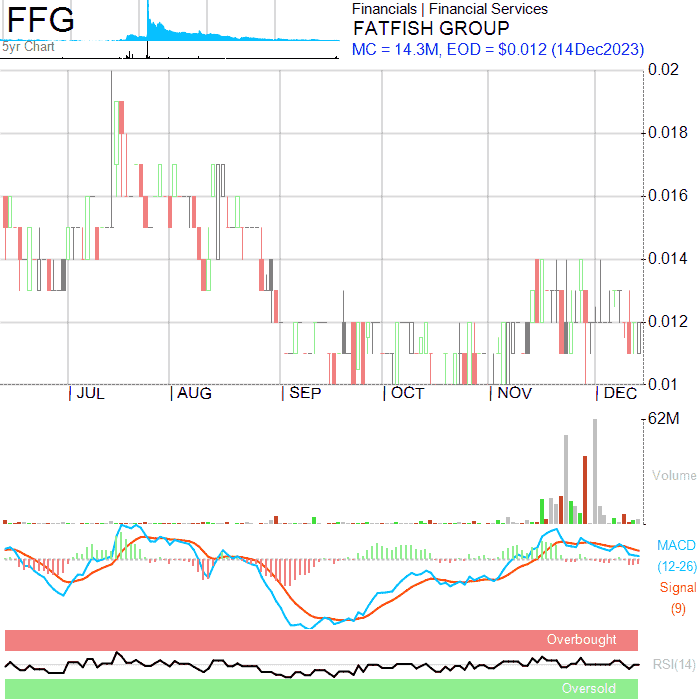 FFG
5yr Chart
Financials | Financial Services
FATFISH GROUP
MC = 14.3M, EOD = $0.012 (14Dec2023)
0.02
0.018
0.016
0.014
0.012
0.01
JUL AUG SEP OCT NOV DEC
62M
Volume
MACD
(12-26)
Signal
(9)
Overbought
RSI(14)
Oversold